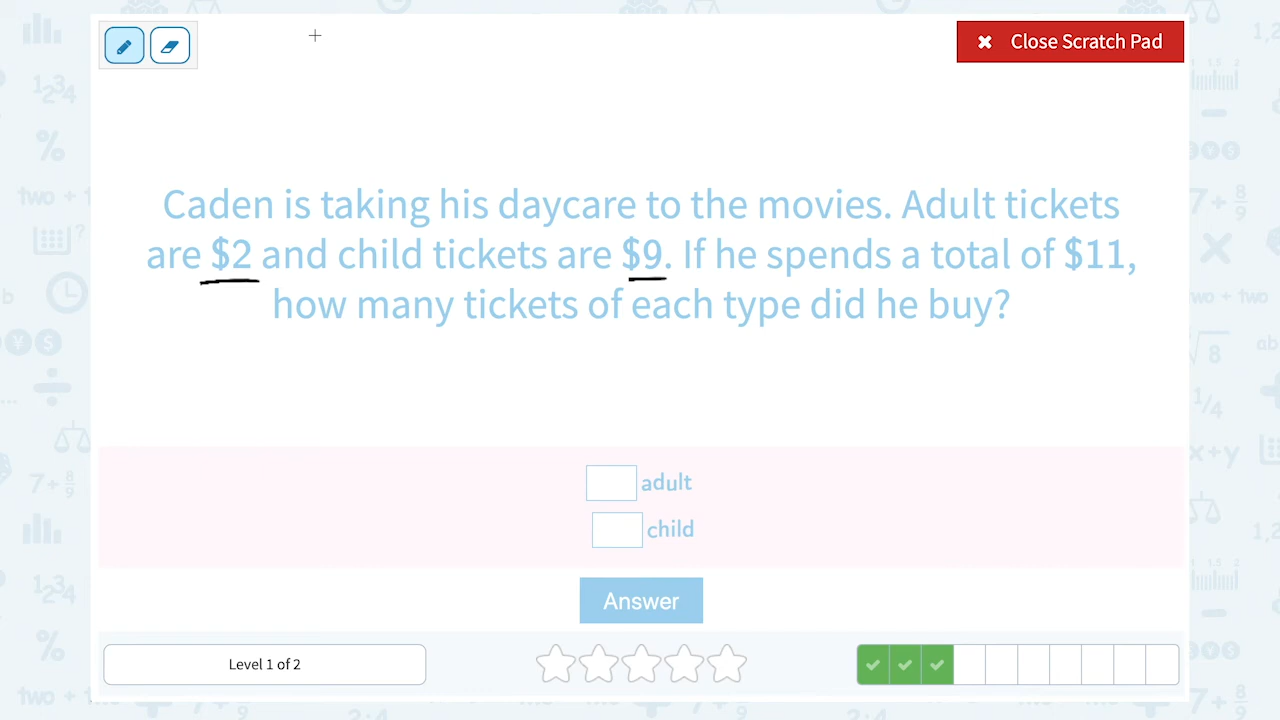 Close Scratch Pad
Caden is taking his daycare to the movies. Adult tickets
are $2 and child tickets are $9. If he spends a total of $11,
how many tickets of each type did he buy?
adult
child
Answer
Level 1 of 2